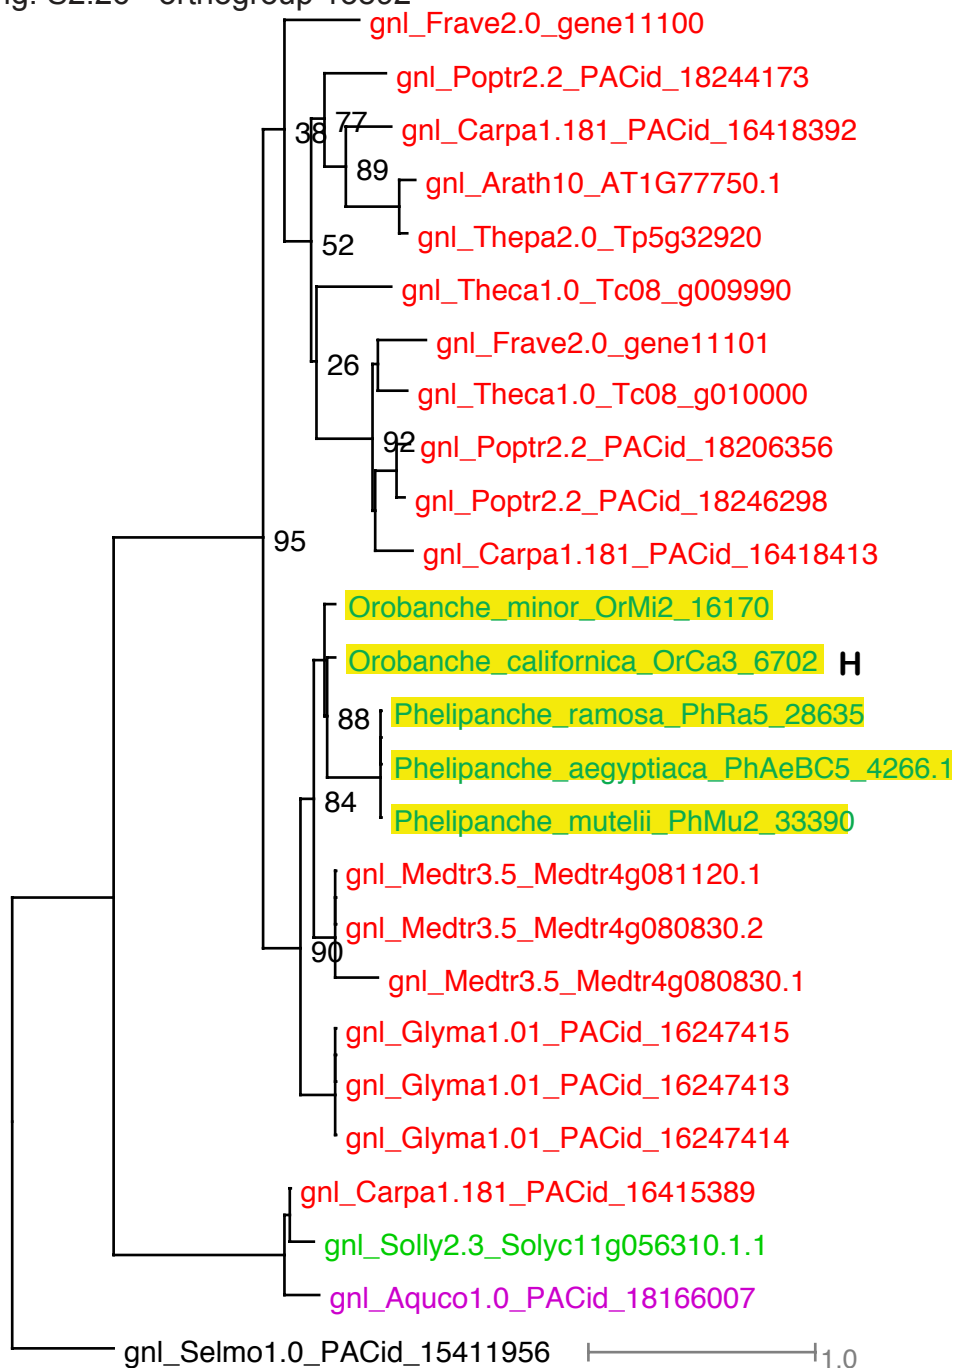 gnl_Frave2.0_gene11100
gnl_Poptr2.2_PACid_18244173
38
77
gnl_Carpa1.181_PACid_16418392
89
gnl_Arath10_AT1G77750.1
gnl_Thepa2.0_Tp5g32920
52
gnl_Theca1.0_Tc08_g009990
gnl_Frave2.0_gene11101
26
gnl_Theca1.0_Tc08_g010000
92
gnl_Poptr2.2_PACid_18206356
gnl_Poptr2.2_PACid_18246298
95
gnl_Carpa1.181_PACid_16418413
Orobanche_minor_OrMi2_16170
Orobanche_californica_OrCa3_6702 H
88
Phelipanche_ramosa_PhRa5_28635
Phelipanche_aegyptiaca_PhAeBC5_4266.1
84
Phelipanche_mutelii_PhMu2_33390
gnl_Medtr3.5_Medtr4g081120.1
gnl_Medtr3.5_Medtr4g080830.2
90
gnl_Medtr3.5_Medtr4g080830.1
gnl_Glyma1.01_PACid_16247415
gnl_Glyma1.01_PACid_16247413
gnl_Glyma1.01_PACid_16247414
gnl_Carpa1.181_PACid_16415389
gnl_Solly2.3_Solyc11g056310.1.1
gnl_Aquco1.0_PACid_18166007
gnl_Selmo1.0_PACid_15411956
1.0